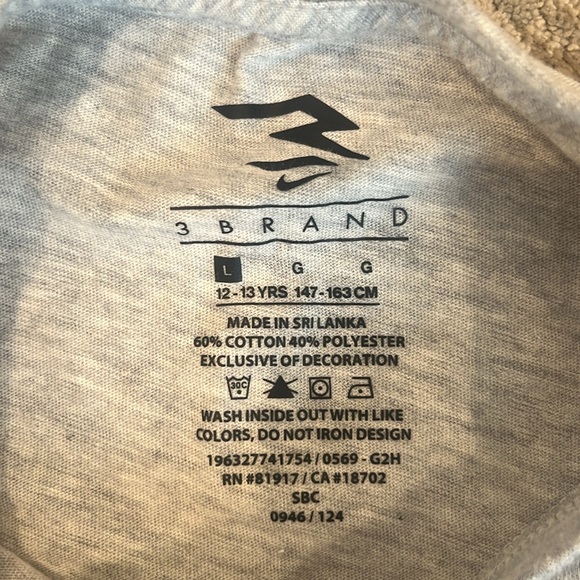 3 BRAND
L G G
12-13 YRS 147-163 CM
MADE IN SRI LANKA
60% COTTON 40% POLYESTER
EXCLUSIVE OF DECORATION
30C
WASH INSIDE OUT WITH LIKE
COLORS, DO NOT IRON DESIGN
196327741754 / 0569 - G2H
RN #81917 / CA #18702
SBC
0946 / 124